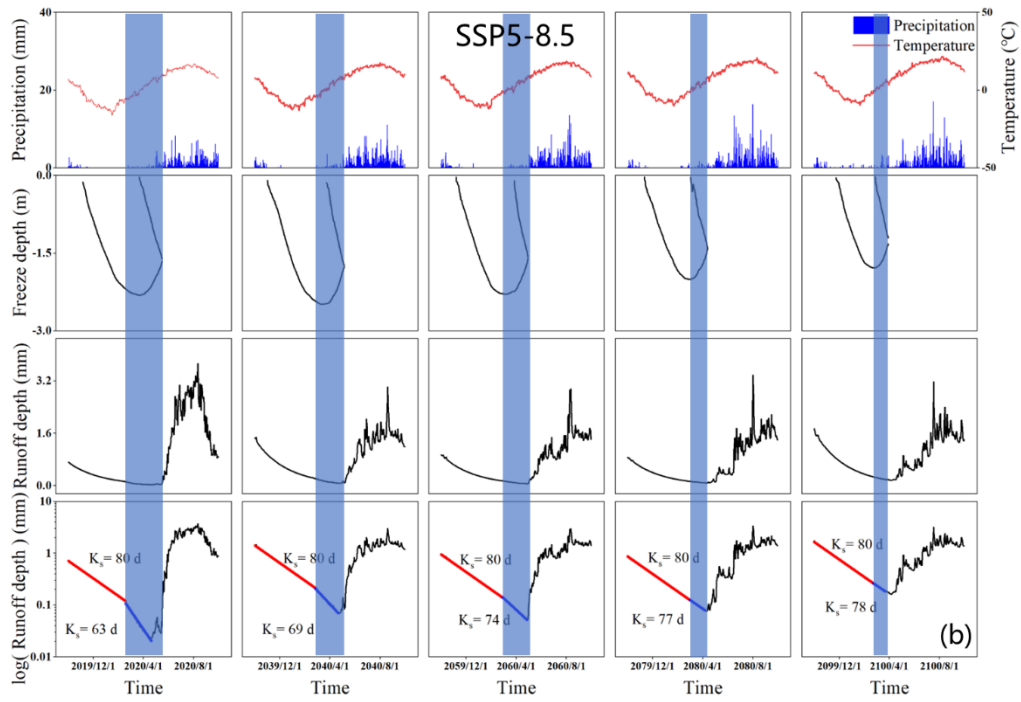 SSP5-8.5
Precipitation
Temperature
Precipitation (mm)
40
20
0
Temperature (°C)
50
0
-50
Freeze depth (m)
0.0
-1.5
-3.0
Runoff depth (mm)
3.2
1.6
0.0
log( Runoff depth ) (mm)
10
1
0.1
0.01
Ks= 80 d
Ks= 63 d
Ks= 80 d
Ks= 69 d
Ks= 80 d
Ks= 74 d
Ks= 80 d
Ks= 77 d
Ks= 80 d
Ks= 78 d
(b)
2019/12/1 2020/4/1 2020/8/1
2039/12/1 2040/4/1 2040/8/1
2059/12/1 2060/4/1 2060/8/1
2079/12/1 2080/4/1 2080/8/1
2099/12/1 2100/4/1 2100/8/1
Time Time Time Time Time